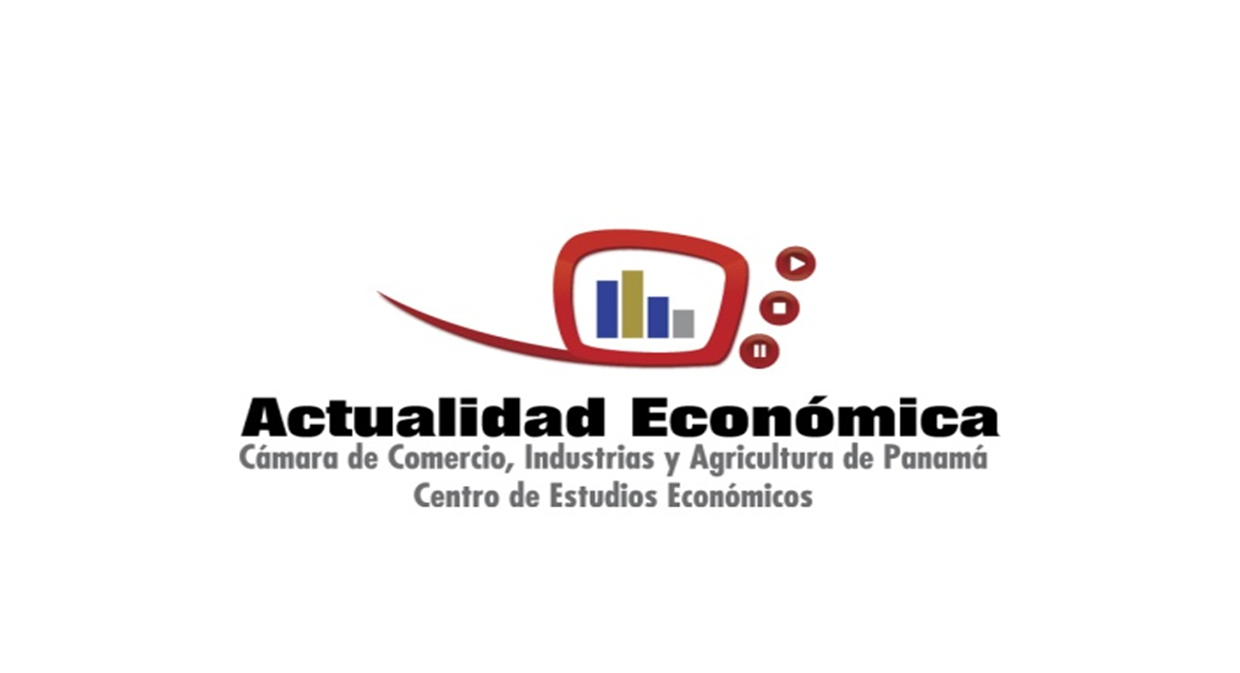 Actualidad Económica
Cámara de Comercio, Industrias y Agricultura de Panamá
Centro de Estudios Económicos